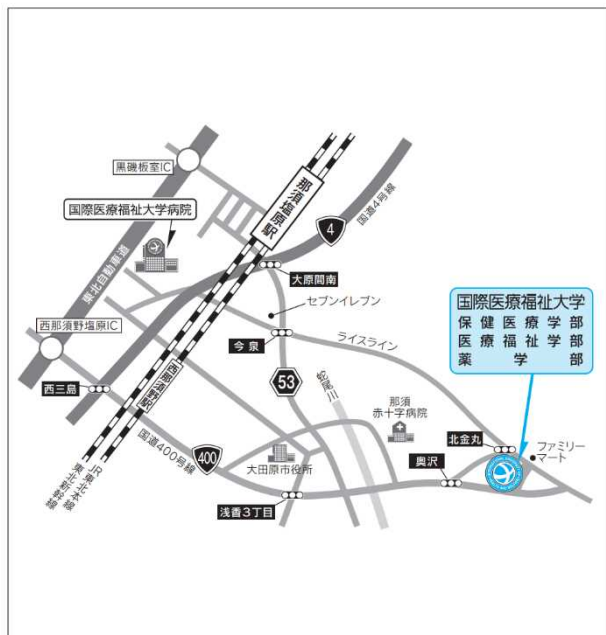 黒磯板室IC
国際医療福祉大学病院
東北自動車道
那須塩原駅
4
国道4号線
大原間南
セブンイレブン
西那須野塩原IC
西三島
西那須野駅
今泉
ライスライン
53
蛇尾川
国際医療福祉大学
保健医療学部
医療福祉学部
薬学部
那須
赤十字病院
北金丸
ファミリー
マート
国道400号線
400
大田原市役所
奥沢
浅香3丁目
JR東北本線
東北新幹線